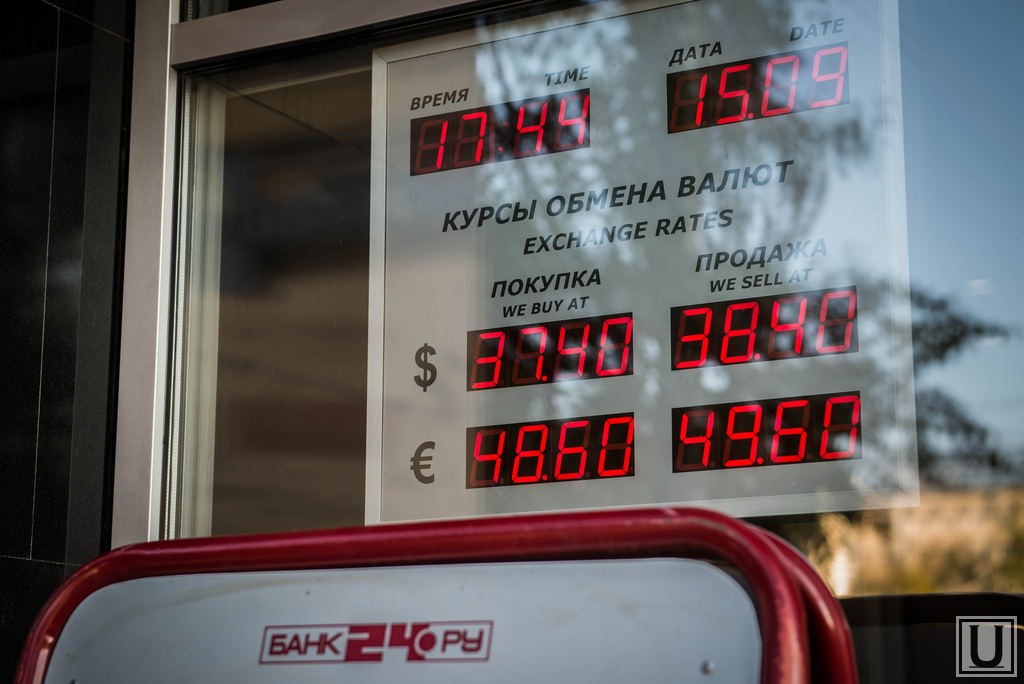 ВРЕМЯ TIME
ДАТА DATE
17:44
15.09
КУРСЫ ОБМЕНА ВАЛЮТ
EXCHANGE RATES
ПОКУПКА
WE BUY AT
ПРОДАЖА
WE SELL AT
$ 37.40 38.40
€ 48.60 49.60
БАНК24.РУ
U